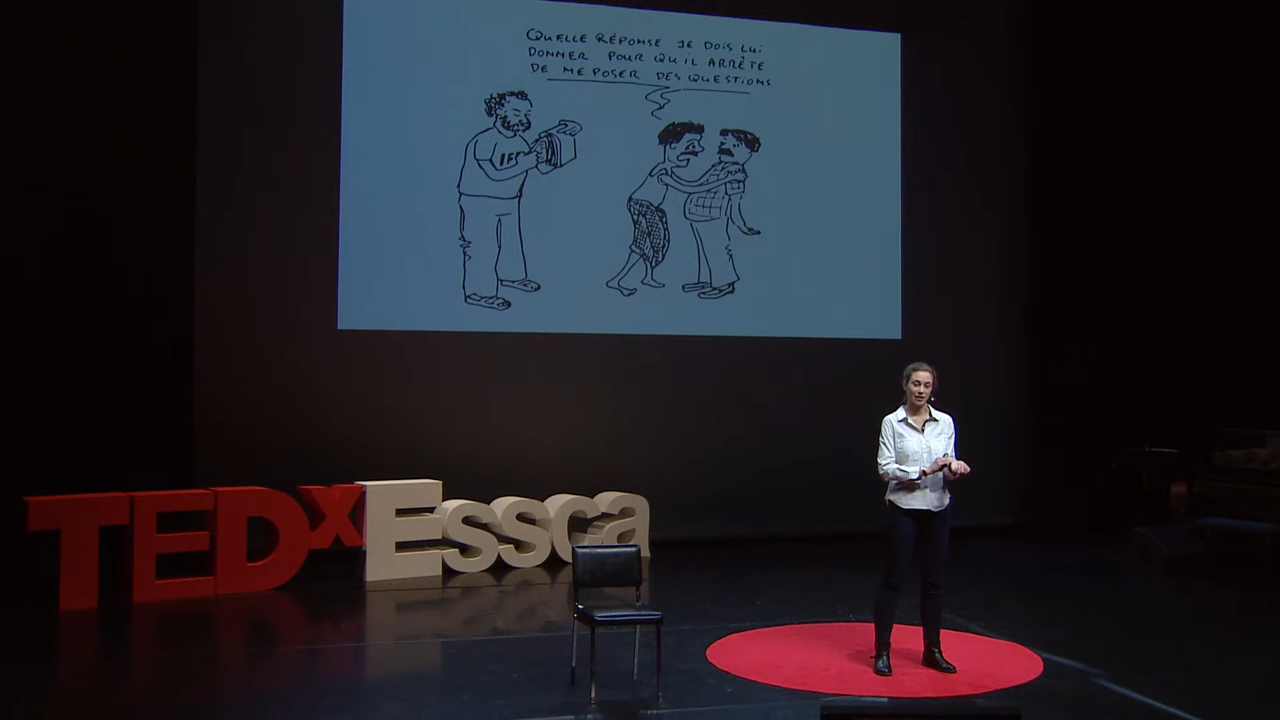 QUELLE RÉPONSE JE DOIS LUI
DONNER POUR QU'IL ARRÊTE
DE ME POSER DES QUESTIONS
TEDxEssca